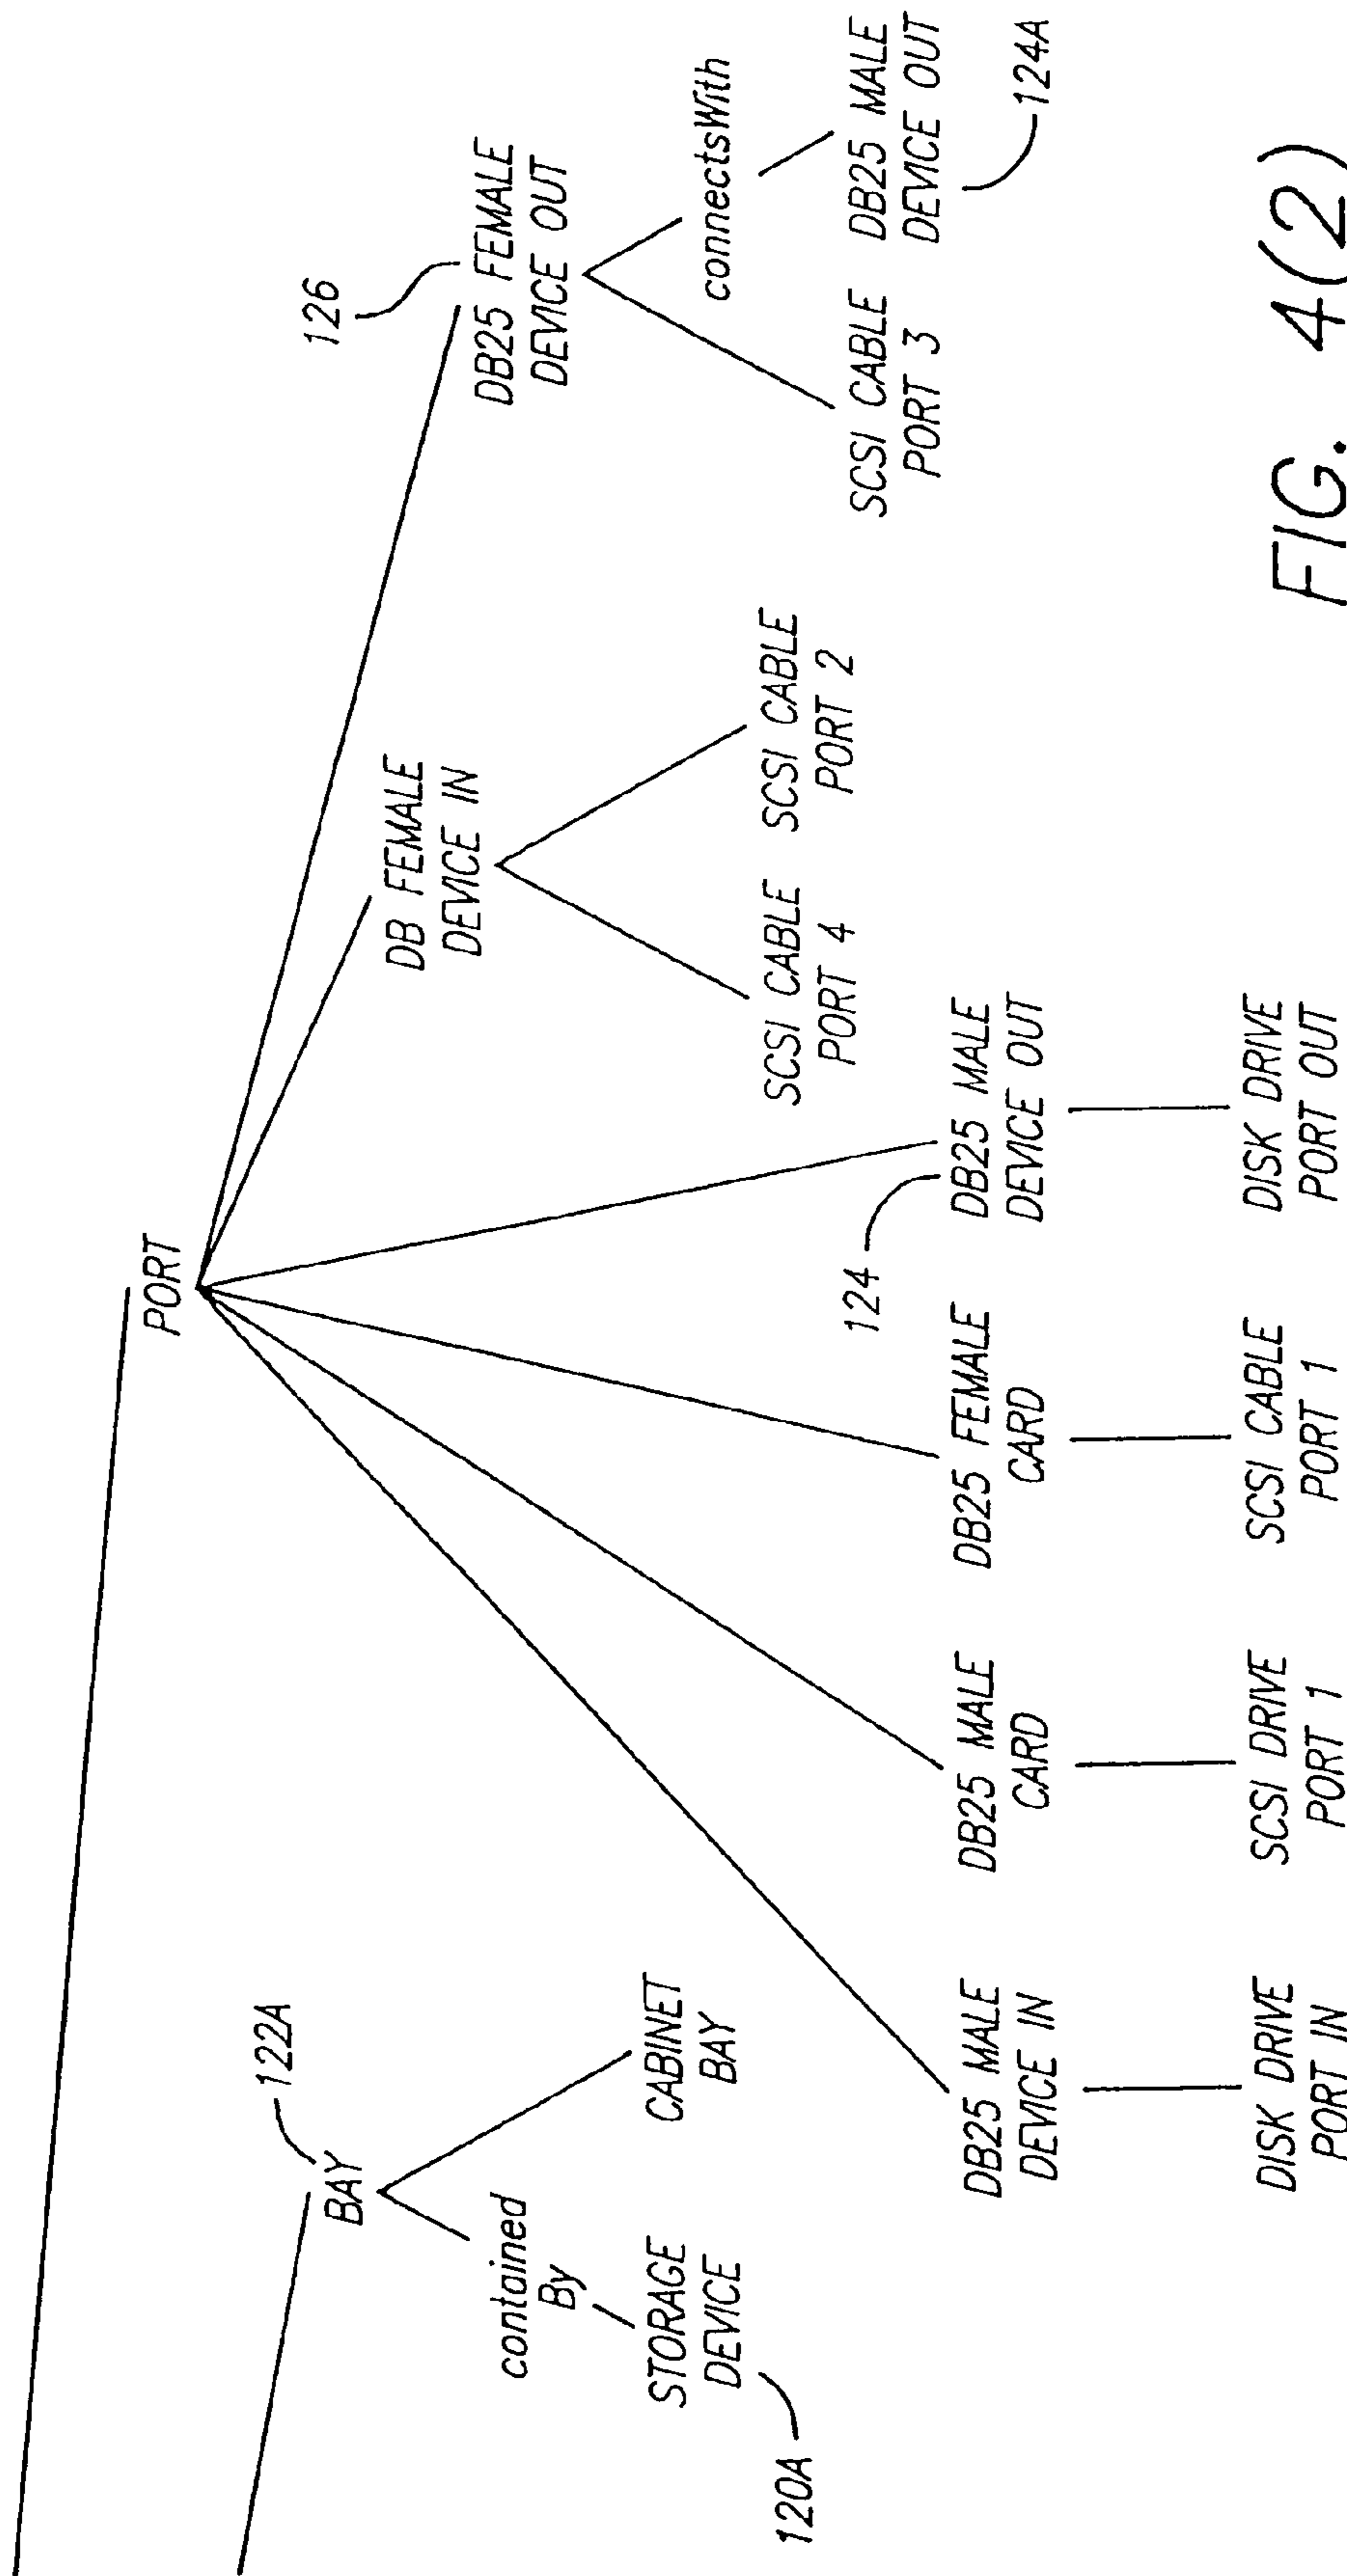 PORT
122A
BAY
contained
By
STORAGE
DEVICE
120A
CABINET
BAY
126
DB25 FEMALE
DEVICE OUT
connectsWith
SCSI CABLE
PORT 3
DB25 MALE
DEVICE OUT
124A
DB FEMALE
DEVICE IN
SCSI CABLE
PORT 4
SCSI CABLE
PORT 2
124
DB25 MALE
DEVICE IN
DB25 MALE
CARD
DB25 FEMALE
CARD
DB25 MALE
DEVICE OUT
DISK DRIVE
PORT IN
SCSI DRIVE
PORT 1
SCSI CABLE
PORT 1
DISK DRIVE
PORT OUT
FIG. 4(2)